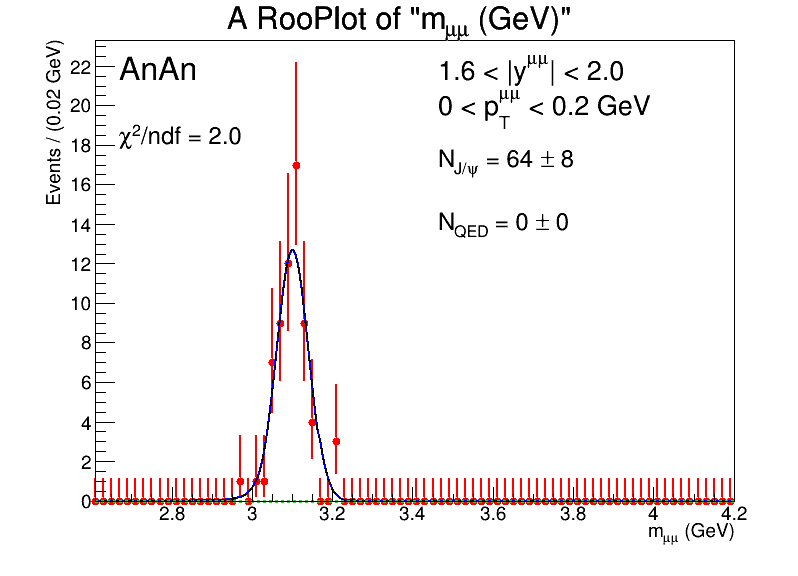 A RooPlot of "mμμ (GeV)"
AnAn
1.6 < |yμμ| < 2.0
0 < pTμμ < 0.2 GeV
χ2/ndf = 2.0
NJ/ψ = 64 ± 8
NQED = 0 ± 0
Events / (0.02 GeV)
22
20
18
16
14
12
10
8
6
4
2
0
2.8 3 3.2 3.4 3.6 3.8 4 4.2
mμμ (GeV)